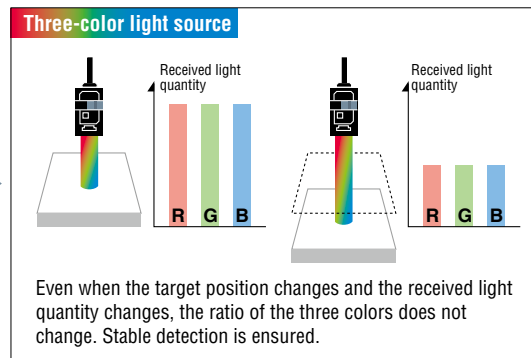 Three-color light source
Received light
quantity
R G B
Received light
quantity
R G B
Even when the target position changes and the received light
quantity changes, the ratio of the three colors does not
change. Stable detection is ensured.